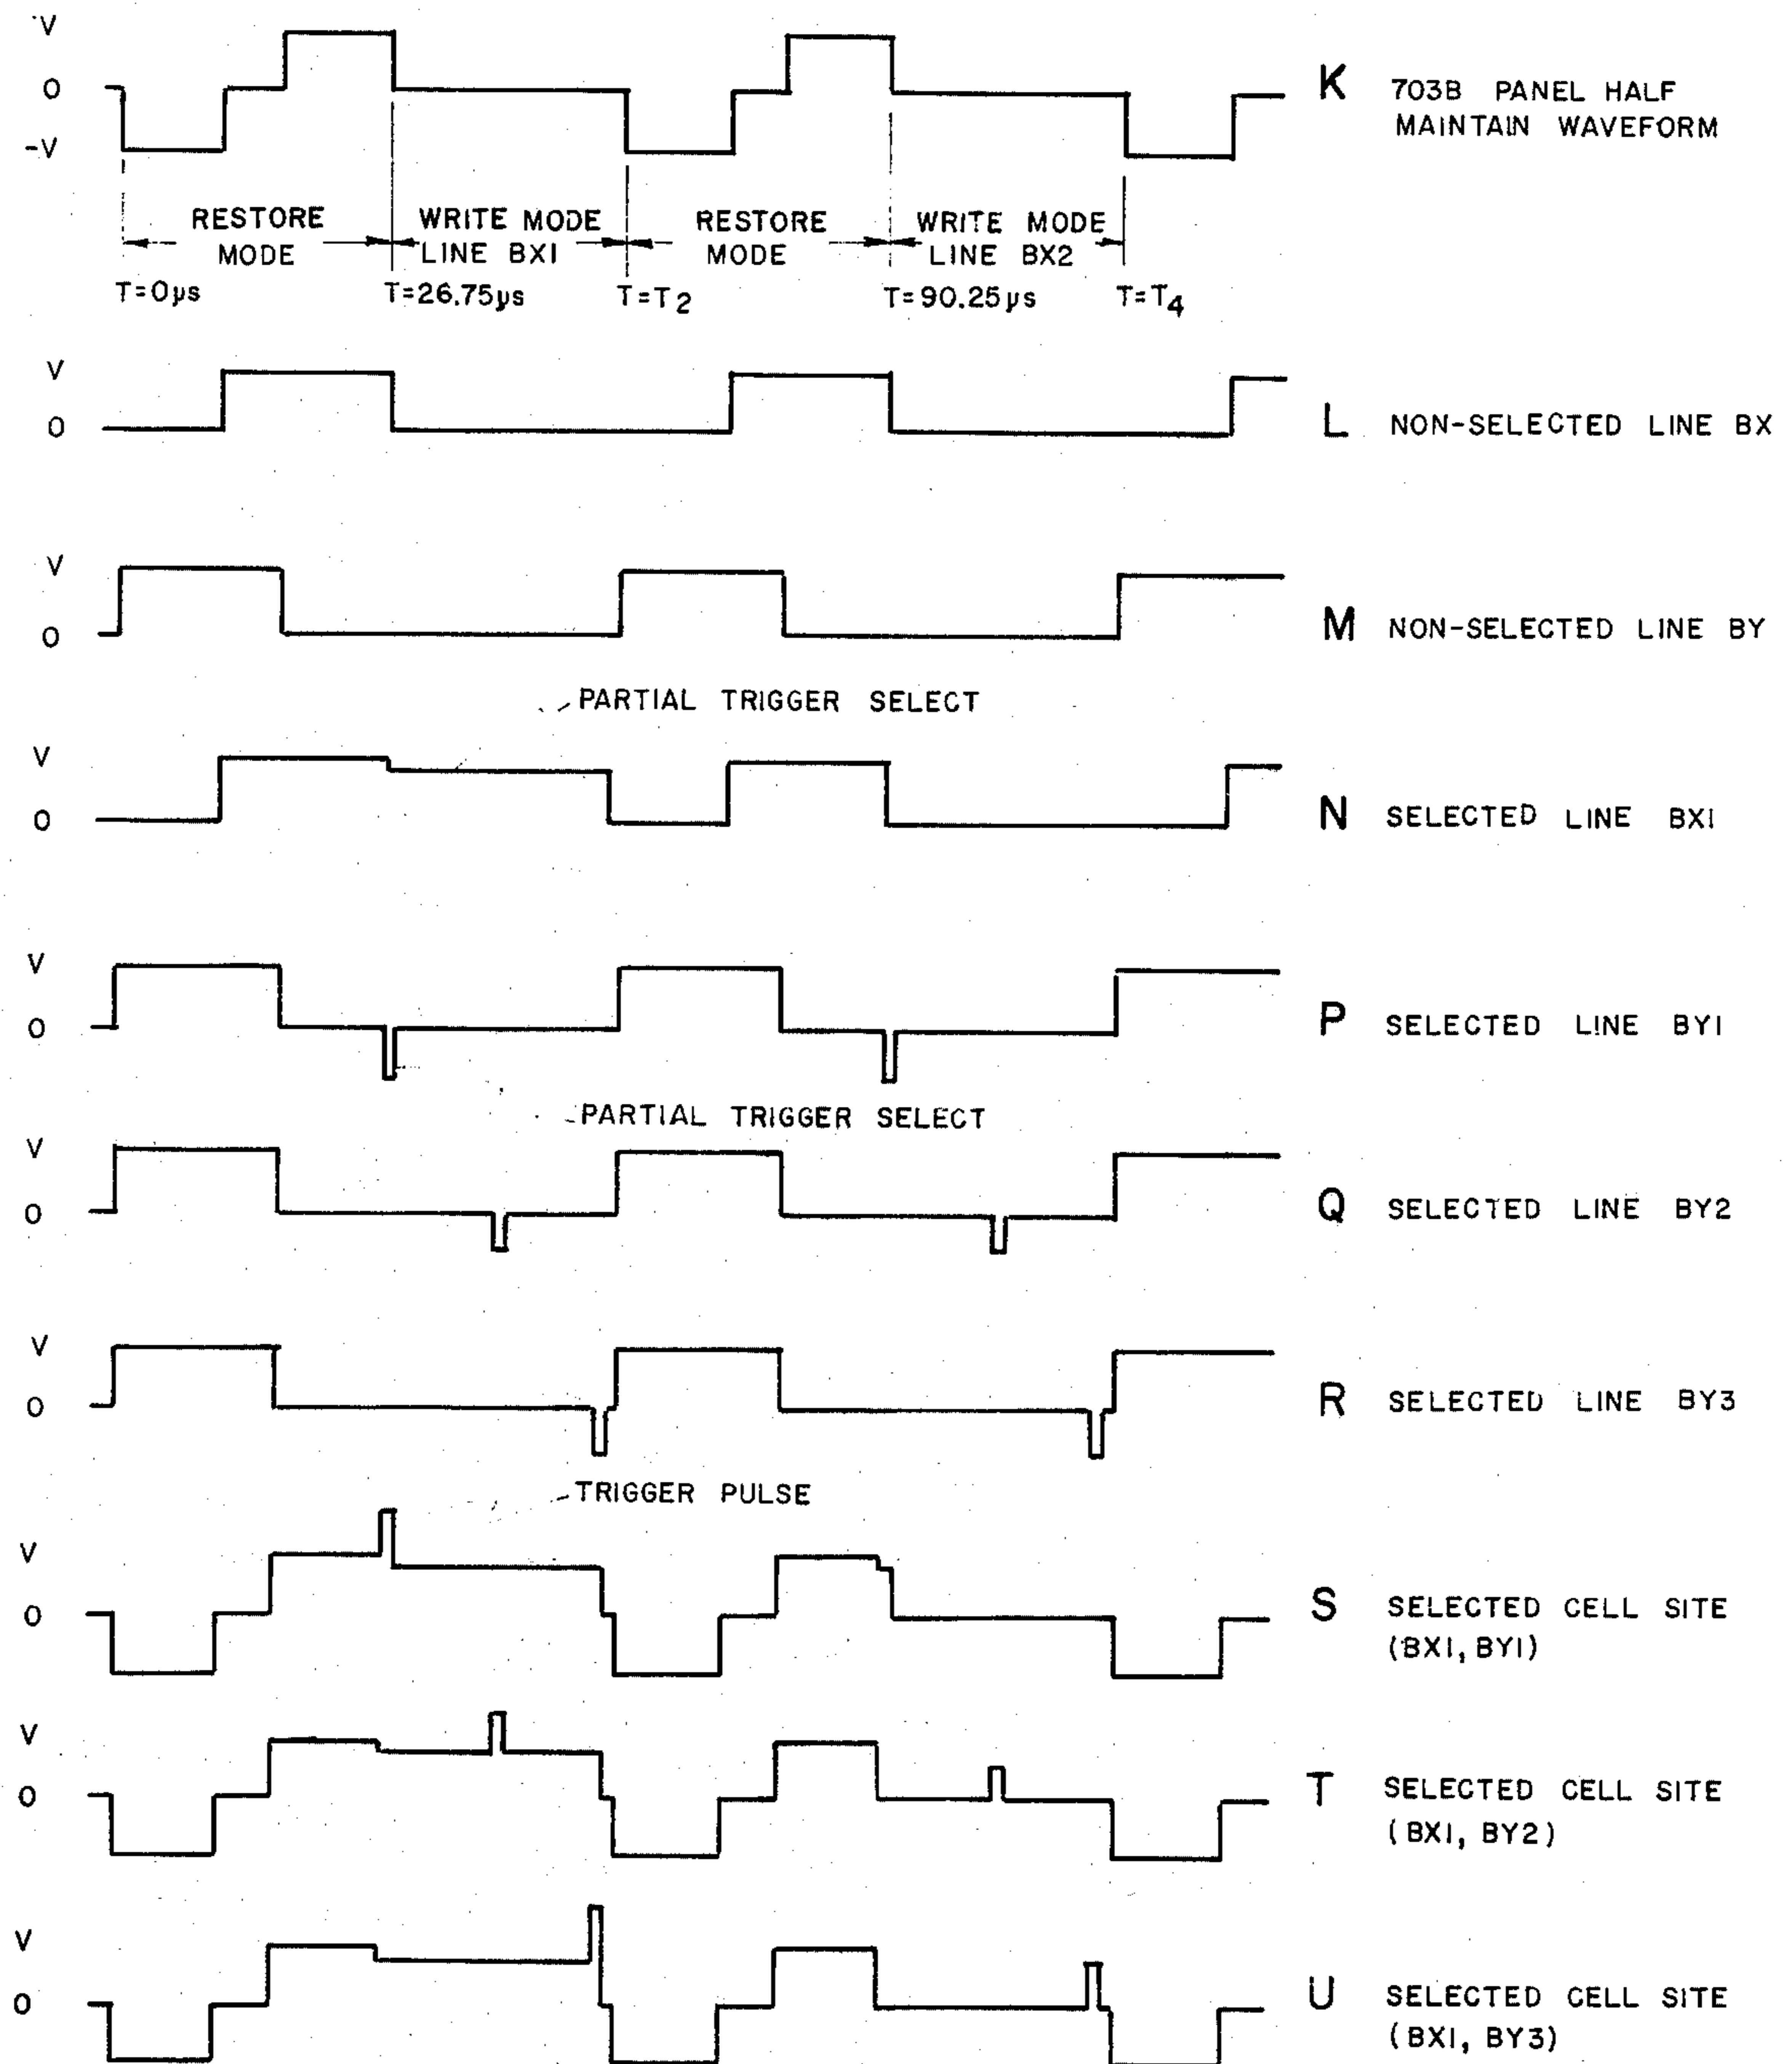 V
0
-V
K 703B PANEL HALF
MAINTAIN WAVEFORM
RESTORE
MODE
WRITE MODE
LINE BX1
RESTORE
MODE
WRITE MODE
LINE BX2
T=0µs
T=26.75µs
T=T2
T=90.25µs
T=T4
V
0
L NON-SELECTED LINE BX
V
0
M NON-SELECTED LINE BY
PARTIAL TRIGGER SELECT
V
0
N SELECTED LINE BX1
V
0
P SELECTED LINE BY1
PARTIAL TRIGGER SELECT
V
0
Q SELECTED LINE BY2
V
0
R SELECTED LINE BY3
TRIGGER PULSE
V
0
S SELECTED CELL SITE
(BX1, BY1)
V
0
T SELECTED CELL SITE
(BX1, BY2)
V
0
U SELECTED CELL SITE
(BX1, BY3)